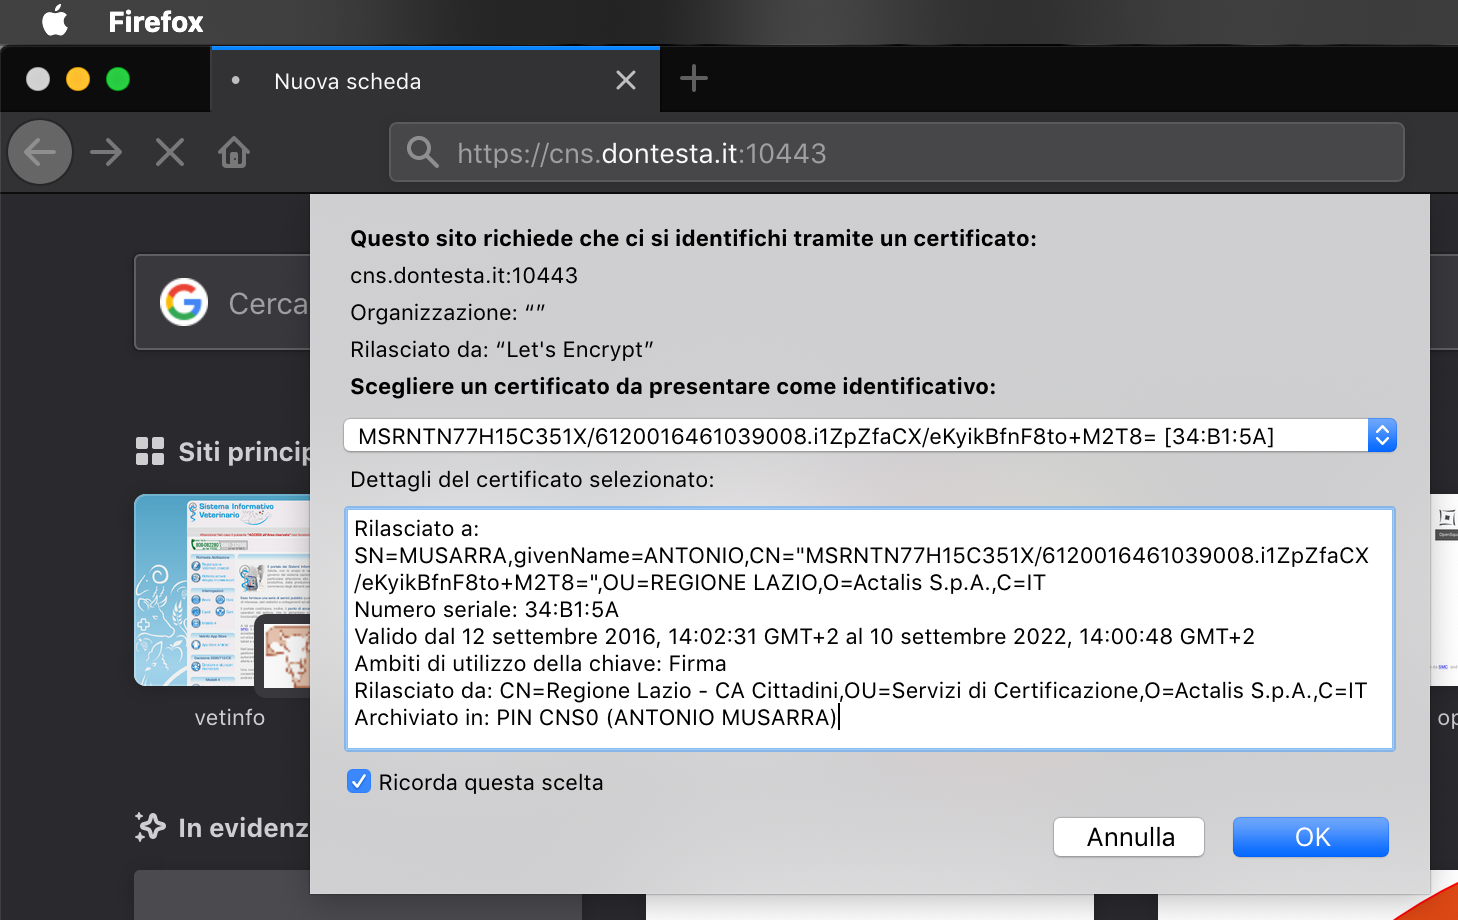 Firefox
Nuova scheda
https://cns.dontesta.it:10443
Questo sito richiede che ci si identifichi tramite un certificato:
cns.dontesta.it:10443
Organizzazione: “”
Cerca
Rilasciato da: “Let's Encrypt”
Scegliere un certificato da presentare come identificativo:
MSRNTN77H15C351X/6120016461039008.i1ZpZfaCX/eKyikBfnF8to+M2T8= [34:B1:5A]
Siti princip
Dettagli del certificato selezionato:
Sistema Informativo
Veterinario
Rilasciato a:
SN=MUSARRA,givenName=ANTONIO,CN="MSRNTN77H15C351X/6120016461039008.i1ZpZfaCX
/eKyikBfnF8to+M2T8=",OU=REGIONE LAZIO,O=Actalis S.p.A.,C=IT
Numero seriale: 34:B1:5A
Valido dal 12 settembre 2016, 14:02:31 GMT+2 al 10 settembre 2022, 14:00:48 GMT+2
Ambiti di utilizzo della chiave: Firma
Rilasciato da: CN=Regione Lazio - CA Cittadini,OU=Servizi di Certificazione,O=Actalis S.p.A.,C=IT
Archiviato in: PIN CNS0 (ANTONIO MUSARRA)
vetinfo
op
Ricorda questa scelta
In evidenz
Annulla
OK